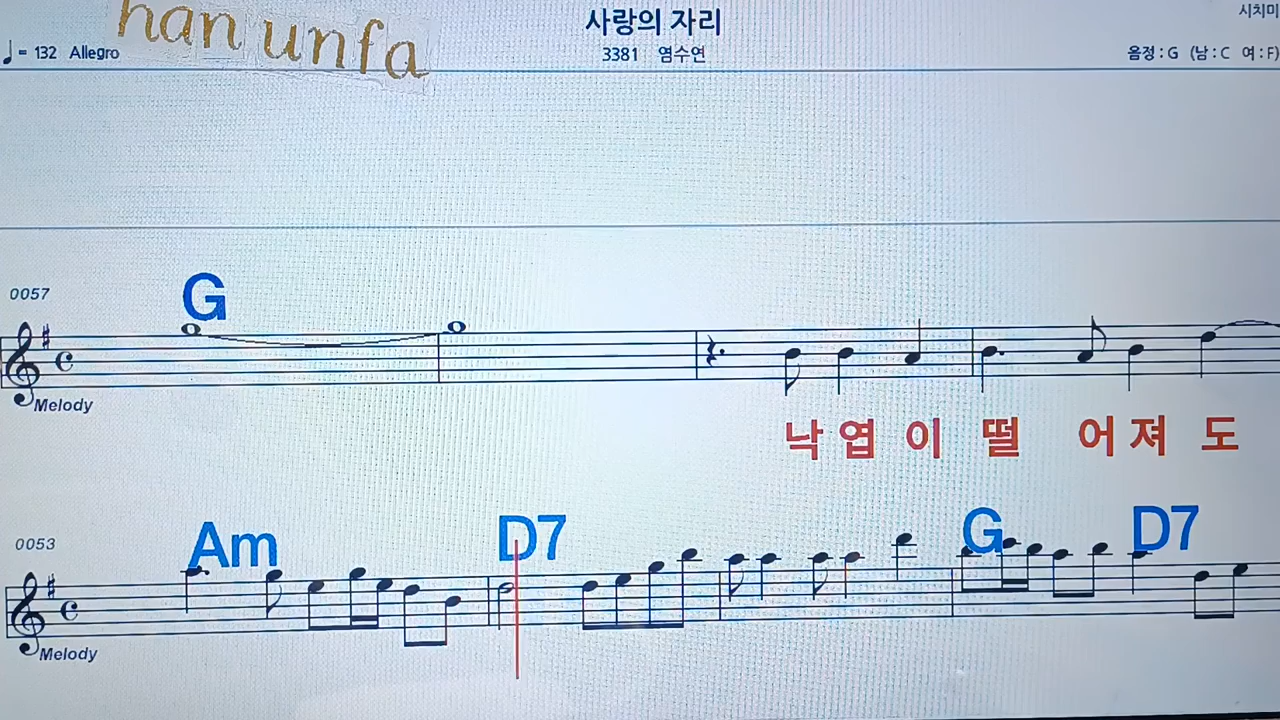 han unfa
사랑의 자리
시치미
♩= 132 Allegro
3381 염수연
음정 : G (남 : C 여 : F)
0057
G
Melody
낙 엽 이 떨 어 져 도
0053
Am D7 G D7
Melody